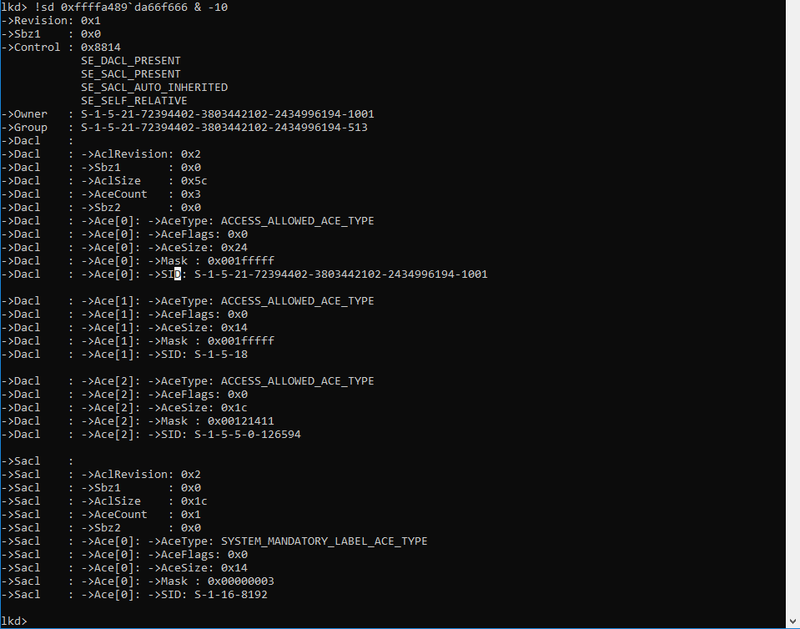 lkd> !sd 0xffffa489`da66f666 & -10
->Revision: 0x1
->Sbz1    : 0x0
->Control : 0x8814
            SE_DACL_PRESENT
            SE_SACL_PRESENT
            SE_SACL_AUTO_INHERITED
            SE_SELF_RELATIVE
->Owner   : S-1-5-21-72394402-3803442102-2434996194-1001
->Group   : S-1-5-21-72394402-3803442102-2434996194-513
->Dacl    :
->Dacl    : ->AclRevision: 0x2
->Dacl    : ->Sbz1       : 0x0
->Dacl    : ->AclSize    : 0x5c
->Dacl    : ->AceCount   : 0x3
->Dacl    : ->Sbz2       : 0x0
->Dacl    : ->Ace[0]: ->AceType: ACCESS_ALLOWED_ACE_TYPE
->Dacl    : ->Ace[0]: ->AceFlags: 0x0
->Dacl    : ->Ace[0]: ->AceSize: 0x24
->Dacl    : ->Ace[0]: ->Mask : 0x001fffff
->Dacl    : ->Ace[0]: ->SID: S-1-5-21-72394402-3803442102-2434996194-1001
->Dacl    : ->Ace[1]: ->AceType: ACCESS_ALLOWED_ACE_TYPE
->Dacl    : ->Ace[1]: ->AceFlags: 0x0
->Dacl    : ->Ace[1]: ->AceSize: 0x14
->Dacl    : ->Ace[1]: ->Mask : 0x001fffff
->Dacl    : ->Ace[1]: ->SID: S-1-5-18
->Dacl    : ->Ace[2]: ->AceType: ACCESS_ALLOWED_ACE_TYPE
->Dacl    : ->Ace[2]: ->AceFlags: 0x0
->Dacl    : ->Ace[2]: ->AceSize: 0x1c
->Dacl    : ->Ace[2]: ->Mask : 0x00121411
->Dacl    : ->Ace[2]: ->SID: S-1-5-5-0-126594
->Sacl    :
->Sacl    : ->AclRevision: 0x2
->Sacl    : ->Sbz1       : 0x0
->Sacl    : ->AclSize    : 0x1c
->Sacl    : ->AceCount   : 0x1
->Sacl    : ->Sbz2       : 0x0
->Sacl    : ->Ace[0]: ->AceType: SYSTEM_MANDATORY_LABEL_ACE_TYPE
->Sacl    : ->Ace[0]: ->AceFlags: 0x0
->Sacl    : ->Ace[0]: ->AceSize: 0x14
->Sacl    : ->Ace[0]: ->Mask : 0x00000003
->Sacl    : ->Ace[0]: ->SID: S-1-16-8192
lkd>